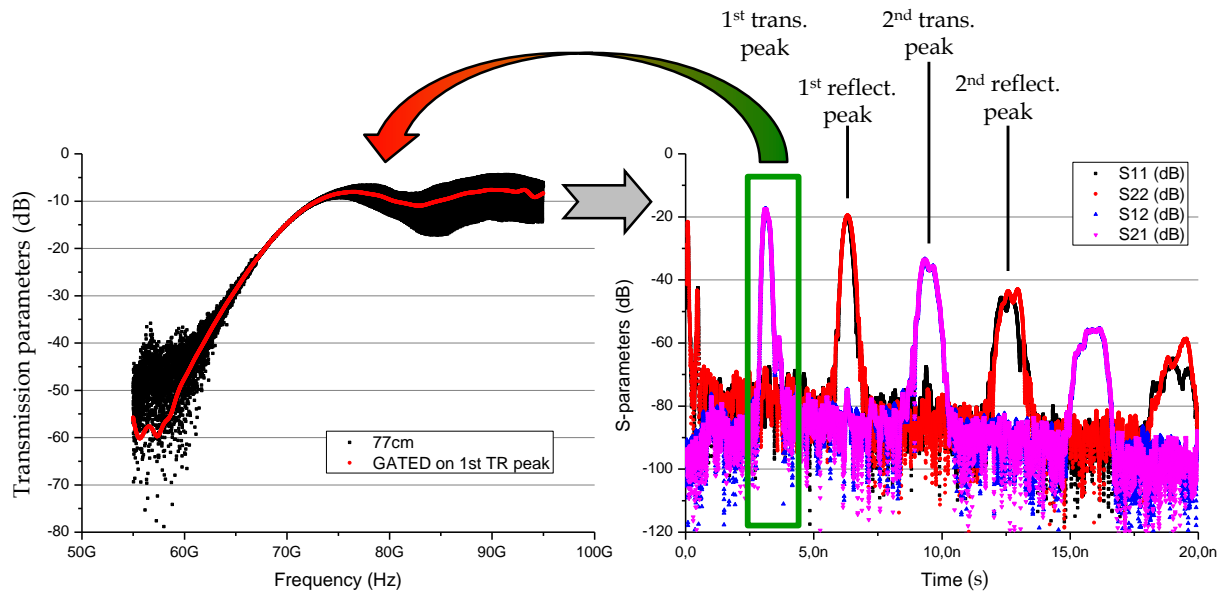 1st trans.
peak
2nd trans.
peak
1st reflect.
peak
2nd reflect.
peak
Transmission parameters (dB)
0
-10
-20
-30
-40
-50
-60
-70
-80
50G
60G
70G
80G
90G
100G
Frequency (Hz)
77cm
GATED on 1st TR peak
S-parameters (dB)
0
-20
-40
-60
-80
-100
-120
0,0
5,0n
10,0n
15,0n
20,0n
Time (s)
S11 (dB)
S22 (dB)
S12 (dB)
S21 (dB)